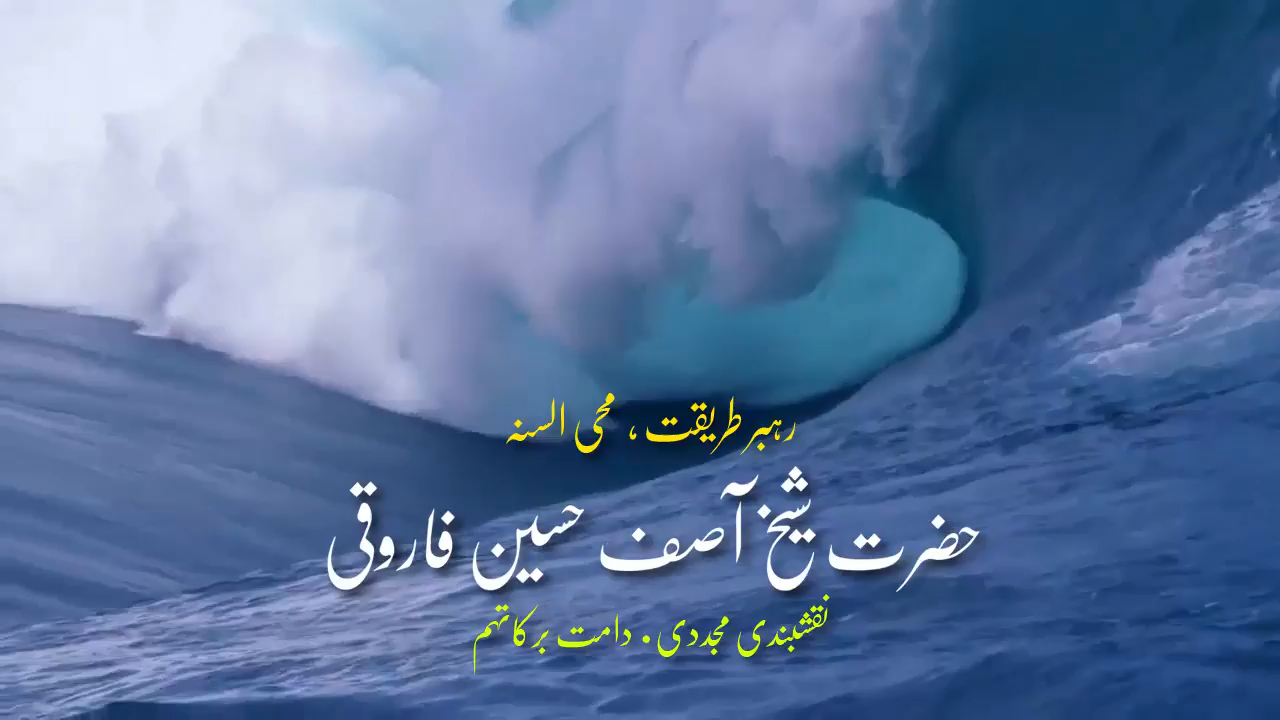 رہبر طریقت، محی السنہ
حضرت شیخ آصف حسین فاروقی
نقشبندی مجددی۔ دامت برکاتہم